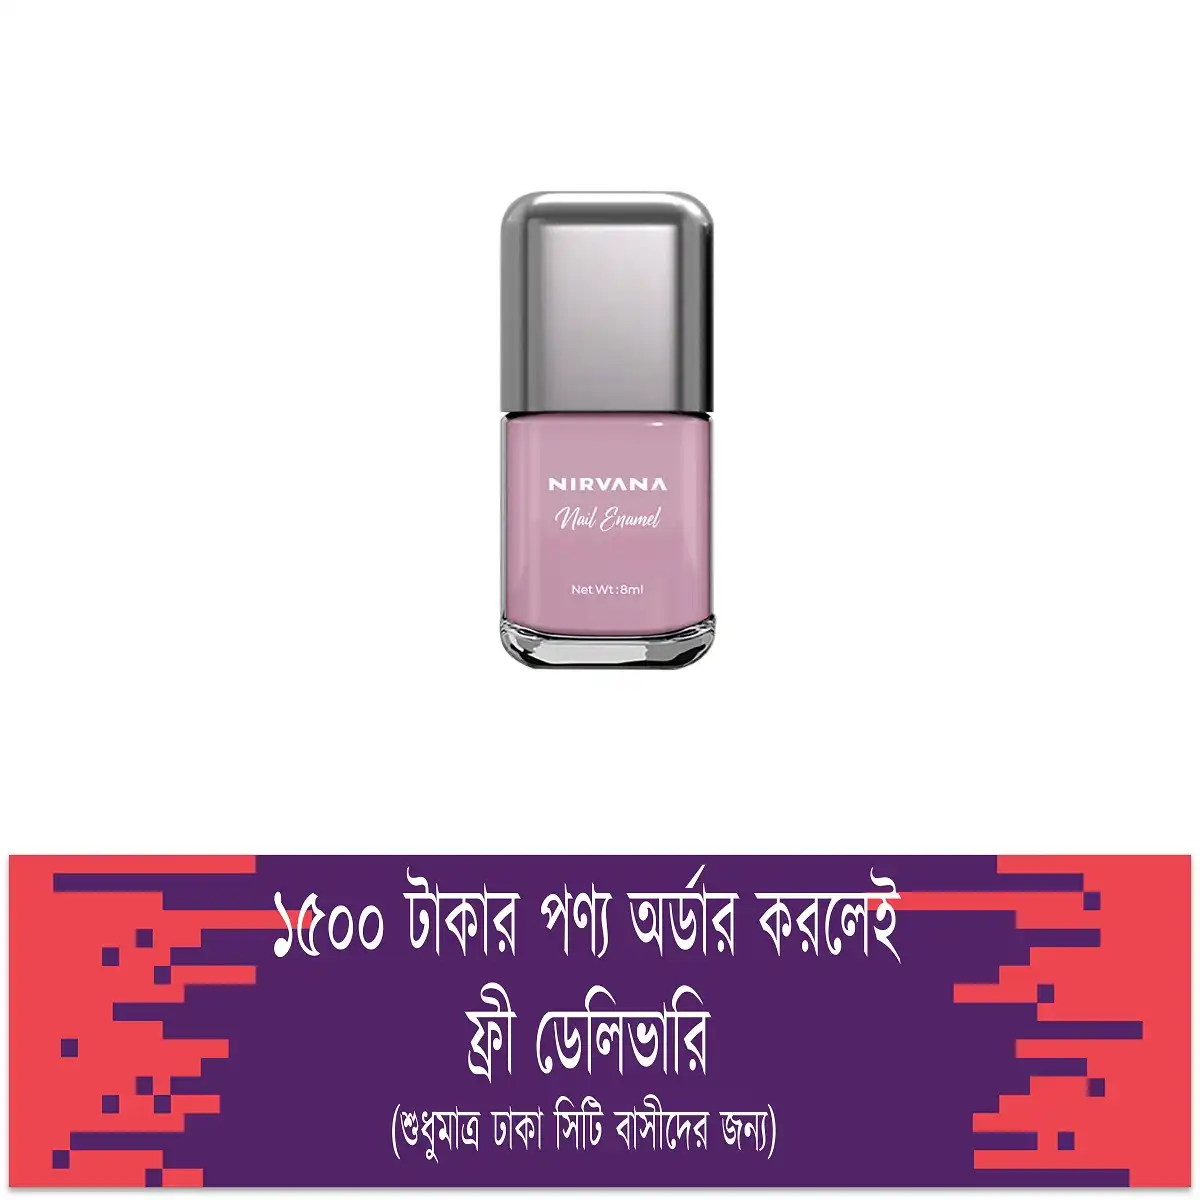 NIRVANA
Nail Enamel
Net Wt:8ml
১৫০০ টাকার পণ্য অর্ডার করলেই
ফ্রী ডেলিভারি
(শুধুমাত্র ঢাকা সিটি বাসীদের জন্য)